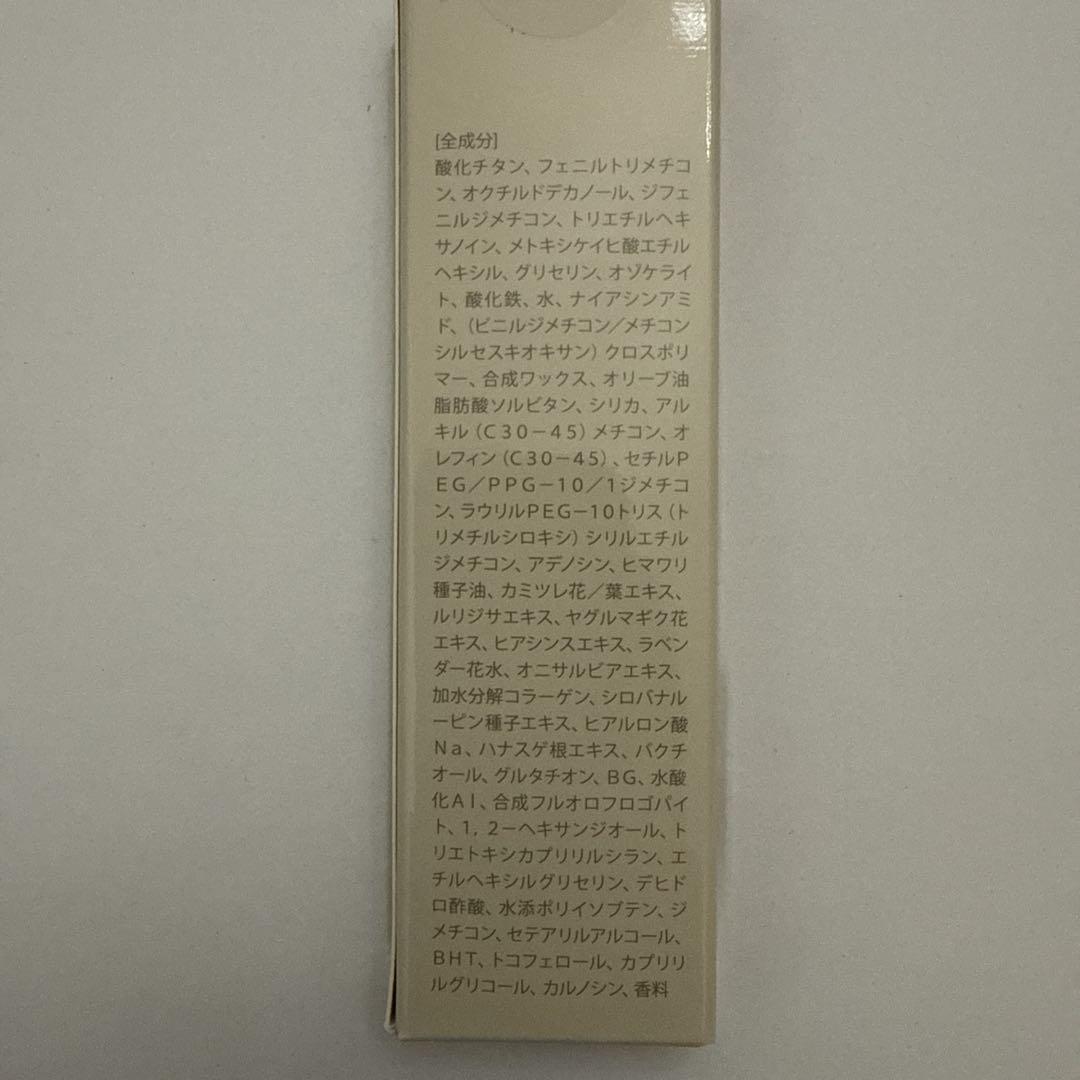 [全成分]
酸化チタン、フェニルトリメチコ
ン、オクチルドデカノール、ジフェ
ニルジメチコン、トリエチルヘキ
サノイン、メトキシケイヒ酸エチル
ヘキシル、グリセリン、オゾケライ
ト、酸化鉄、水、ナイアシンアミ
ド、（ビニルジメチコン／メチコン
シルセスキオキサン）クロスポリ
マー、合成ワックス、オリーブ油
脂肪酸ソルビタン、シリカ、アル
キル（C30－45）メチコン、オ
レフィン（C30－45）、セチルP
EG／PPG－10／1ジメチコ
ン、ラウリルPEG－10トリス（ト
リメチルシロキシ）シリルエチル
ジメチコン、アデノシン、ヒマワリ
種子油、カミツレ花／葉エキス、
ルリジサエキス、ヤグルマギク花
エキス、ヒアシンスエキス、ラベン
ダー花水、オニサルビアエキス、
加水分解コラーゲン、シロバナル
ーピン種子エキス、ヒアルロン酸
Na、ハナスゲ根エキス、バクチ
オール、グルタチオン、BG、水酸
化Al、合成フルオロフロゴパイ
ト、1，2－ヘキサンジオール、ト
リエトキシカプリリルシラン、エ
チルヘキシルグリセリン、デヒド
ロ酢酸、水添ポリイソブテン、ジ
メチコン、セテアリルアルコール、
BHT、トコフェロール、カプリリ
ルグリコール、カルノシン、香料